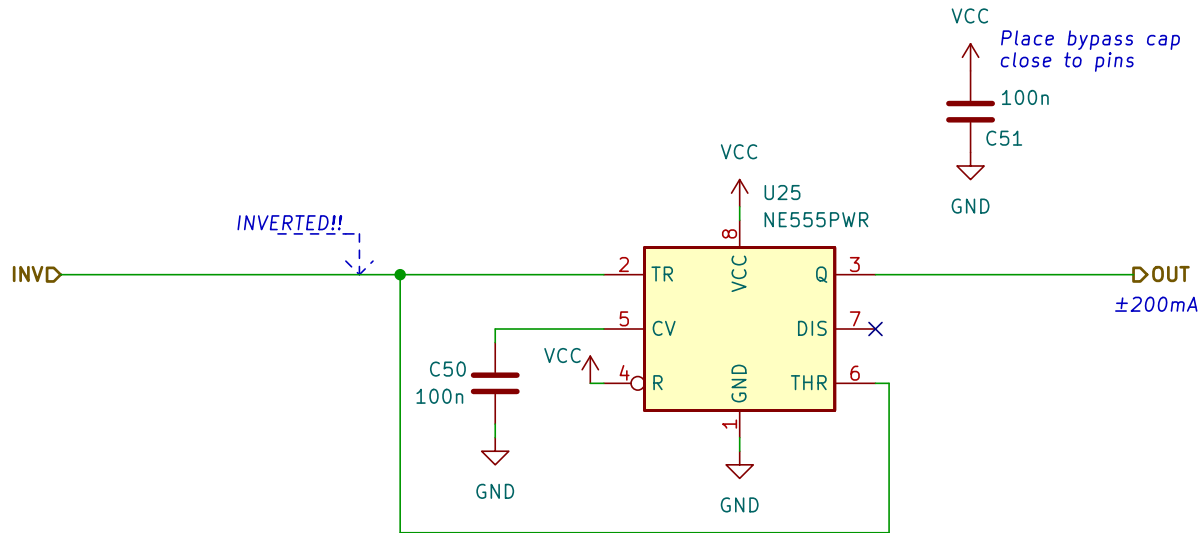 VCC
Place bypass cap
close to pins
100n
C51
GND
VCC
U25
NE555PWR
INVERTED!!
8
INV
2
TR
VCC
Q
3
OUT
±200mA
5
CV
DIS
7
VCC
C50
100n
4
R
GND
THR
6
1
GND
GND